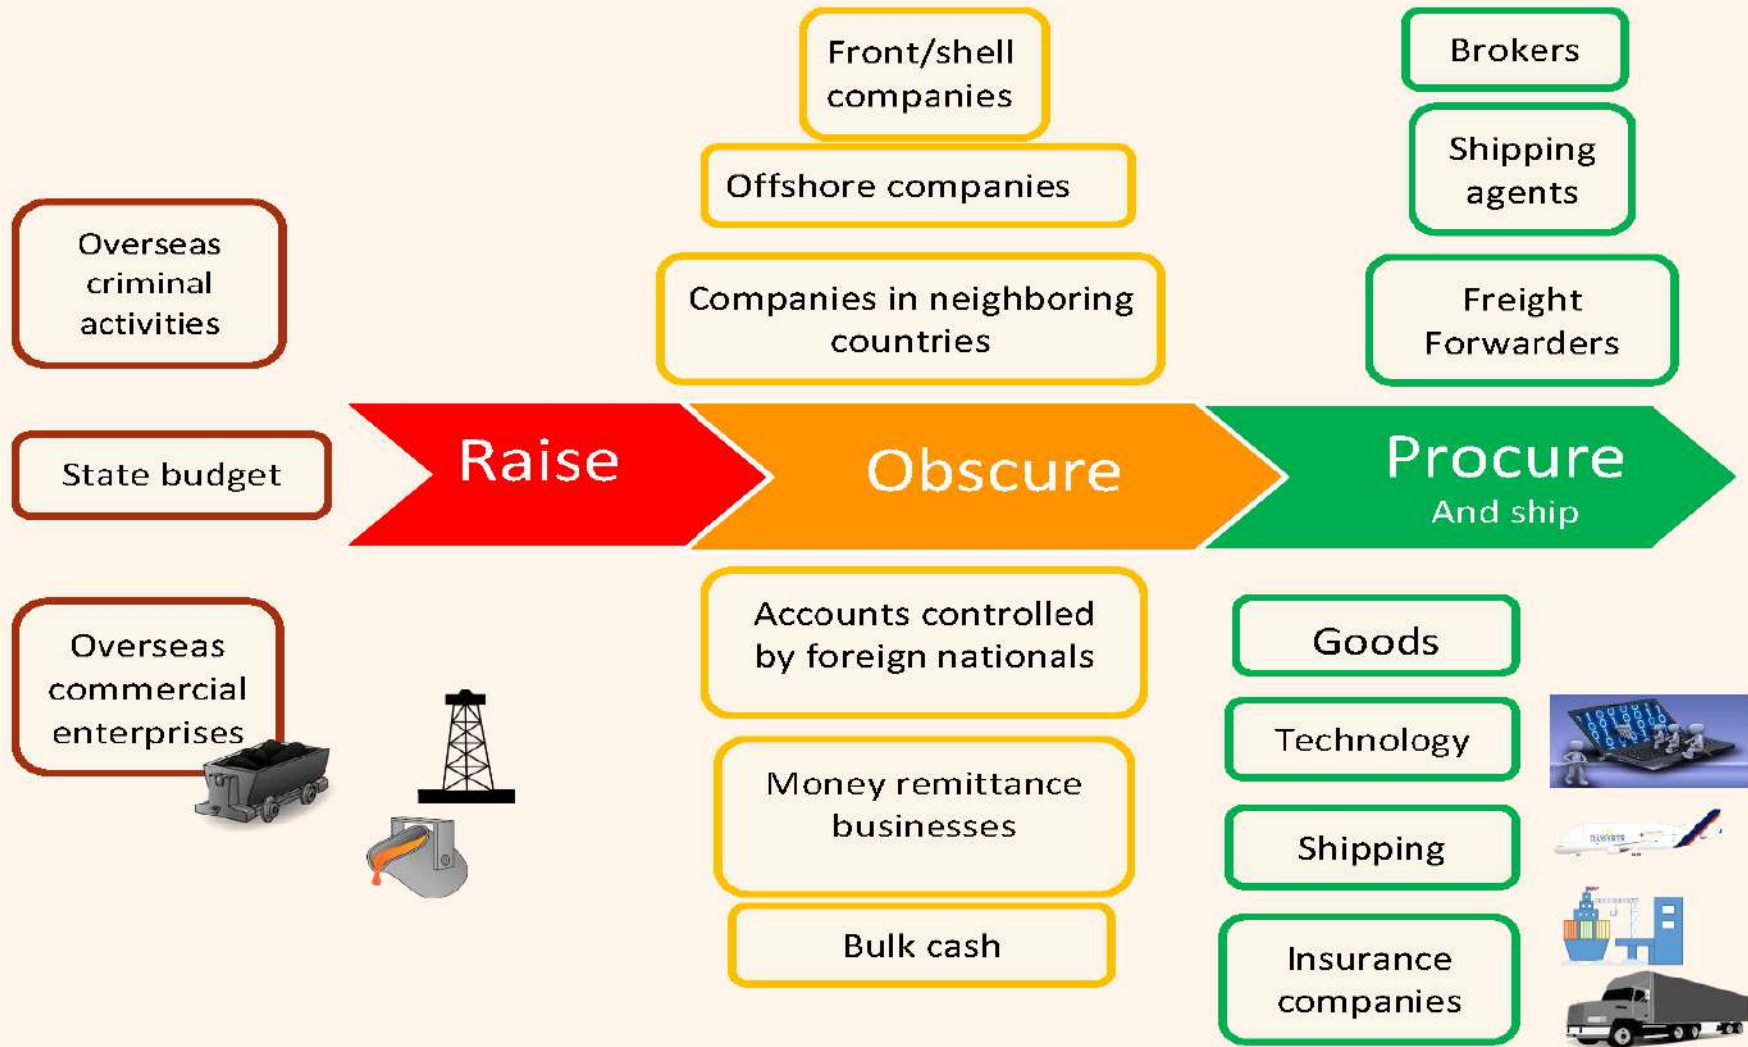 Overseas
criminal
activities
State budget
Overseas
commercial
enterprises
Raise
Front/shell
companies
Offshore companies
Companies in neighboring
countries
Obscure
Accounts controlled
by foreign nationals
Money remittance
businesses
Bulk cash
Brokers
Shipping
agents
Freight
Forwarders
Procure
And ship
Goods
Technology
Shipping
Insurance
companies